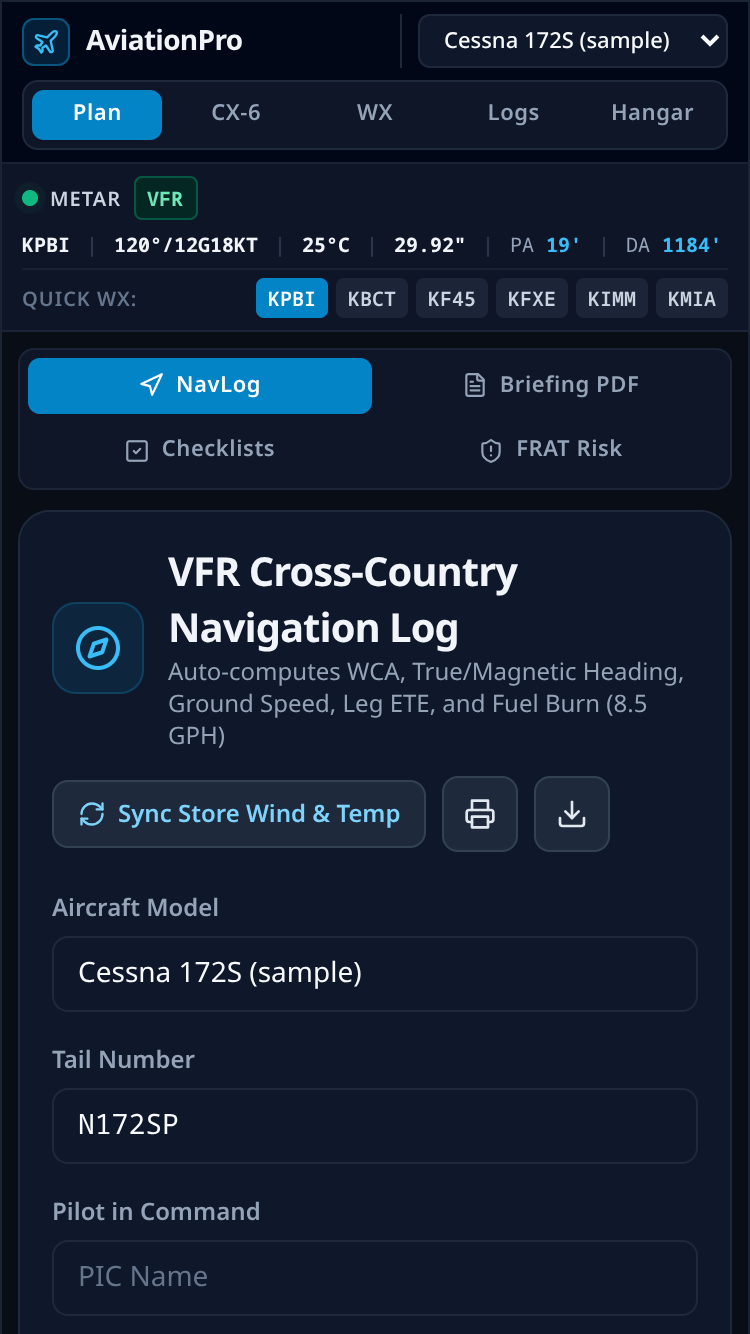 AviationPro
Cessna 172S (sample)
Plan CX-6 WX Logs Hangar
METAR VFR
KPBI | 120°/12G18KT | 25°C | 29.92" | PA 19' | DA 1184'
QUICK WX: KPBI KBCT KF45 KFXE KIMM KMIA
NavLog Briefing PDF
Checklists FRAT Risk
VFR Cross-Country
Navigation Log
Auto-computes WCA, True/Magnetic Heading,
Ground Speed, Leg ETE, and Fuel Burn (8.5
GPH)
Sync Store Wind & Temp
Aircraft Model
Cessna 172S (sample)
Tail Number
N172SP
Pilot in Command
PIC Name